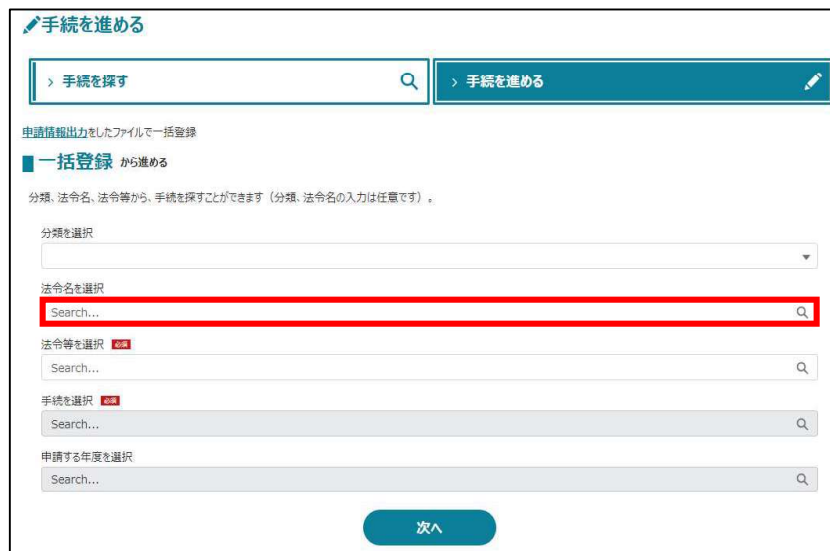 手続を進める
> 手続を探す
> 手続を進める
申請情報出力をしたファイルで一括登録
一括登録 から進める
分類、法令名、法令等から、手続を探すことができます（分類、法令名の入力は任意です）。
分類を選択
法令名を選択
Search...
法令等を選択 必須
Search...
手続を選択 必須
Search...
申請する年度を選択
Search...
次へ